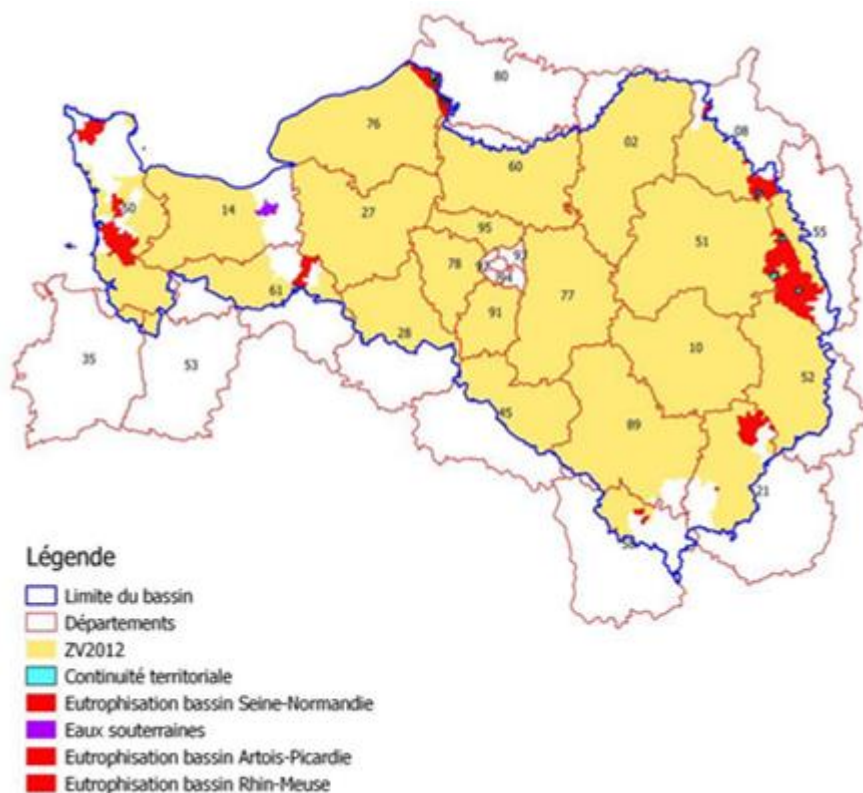 80
76
08
02
60
50
14
27
55
95
51
93
78
94
77
61
91
28
10
35
53
52
45
89
21
Légende
Limite du bassin
Départements
ZV2012
Continuité territoriale
Eutrophisation bassin Seine-Normandie
Eaux souterraines
Eutrophisation bassin Artois-Picardie
Eutrophisation bassin Rhin-Meuse